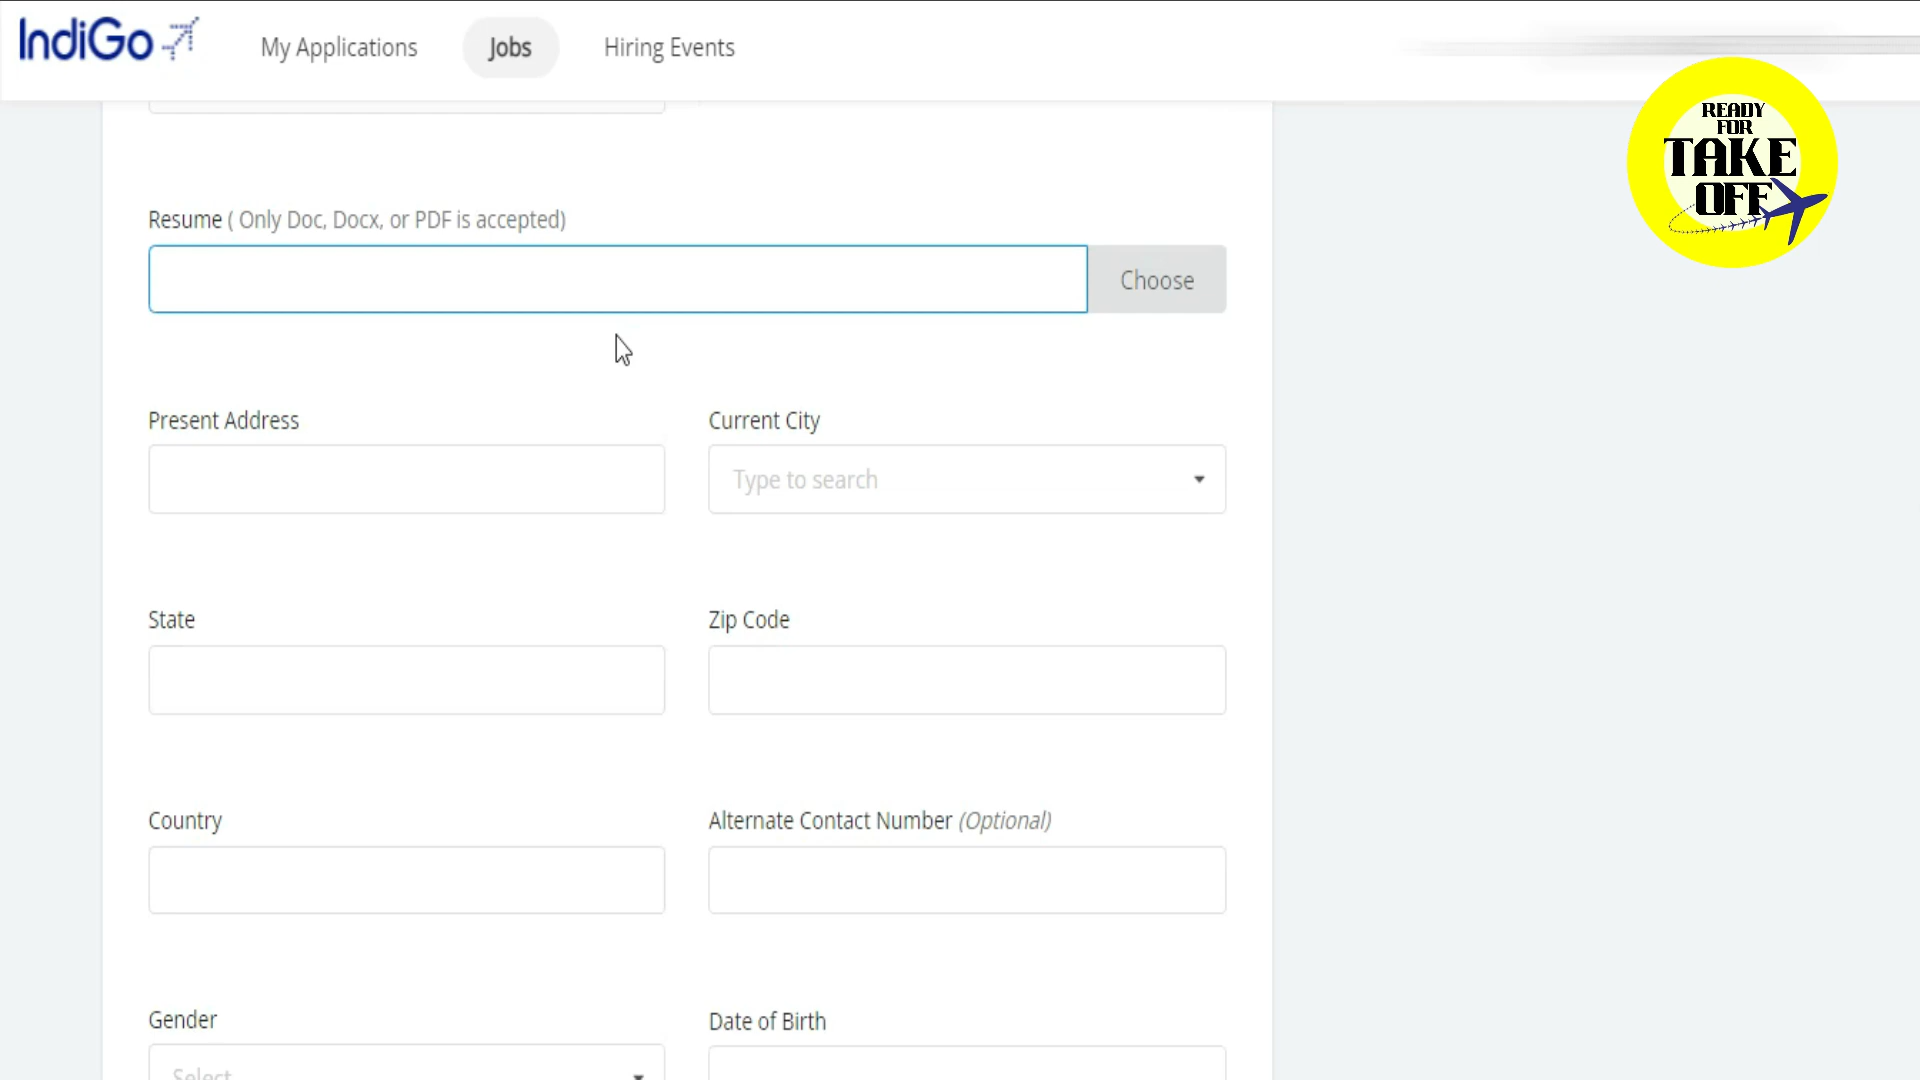 IndiGo
My Applications
Jobs
Hiring Events
READY
FOR
TAKE
OFF
Resume ( Only Doc, Docx, or PDF is accepted)
Choose
Present Address
Current City
Type to search
State
Zip Code
Country
Alternate Contact Number (Optional)
Gender
Date of Birth
Select